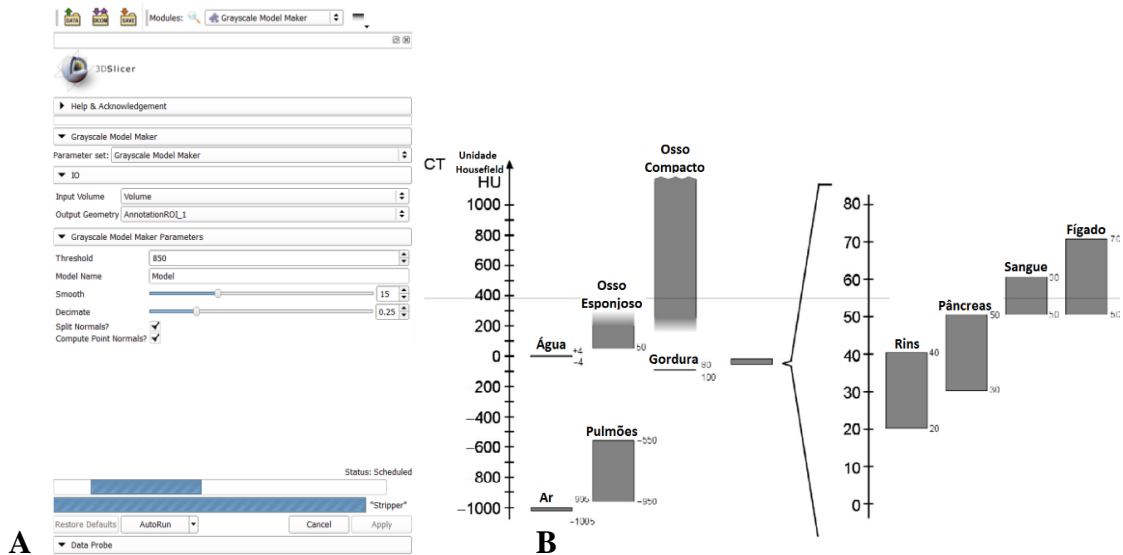 DATA DCOM SAVE Modules: Grayscale Model Maker
3DSlicer
Help & Acknowledgement
Grayscale Model Maker
Parameter set: Grayscale Model Maker
IO
Input Volume Volume
Output Geometry AnnotationROI_1
Grayscale Model Maker Parameters
Threshold 850
Model Name Model
Smooth 15
Decimate 0.25
Split Normals?
Compute Point Normals?
Status: Scheduled
"Stripper"
Restore Defaults AutoRun Cancel Apply
Data Probe
A
CT
Unidade
Housefield
HU
1000
800
600
400
200
0
200
−400
−600
800
−1000
Osso
Compacto
Osso
Esponjoso
50
Água
+4
−4
Gordura
80
100
Pulmões
−550
−950
Ar
995
−1005
80
70
60
50
40
30
20
10
0
Rins
40
20
Pâncreas
50
30
Sangue
50
Fígado
70
50
B